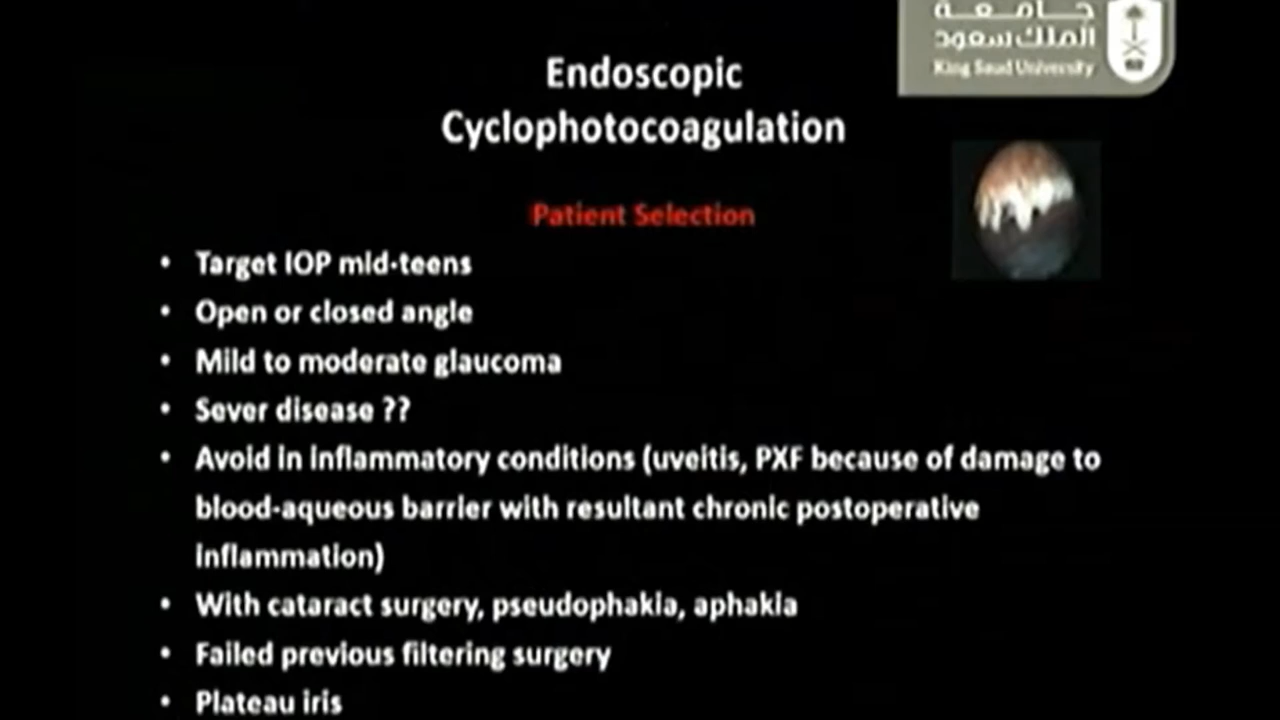 جامعة
الملك سعود
King Saud University
Endoscopic
Cyclophotocoagulation
Patient Selection
• Target IOP mid-teens
• Open or closed angle
• Mild to moderate glaucoma
• Sever disease ??
• Avoid in inflammatory conditions (uveitis, PXF because of damage to
blood-aqueous barrier with resultant chronic postoperative
inflammation)
• With cataract surgery, pseudophakia, aphakia
• Failed previous filtering surgery
• Plateau iris